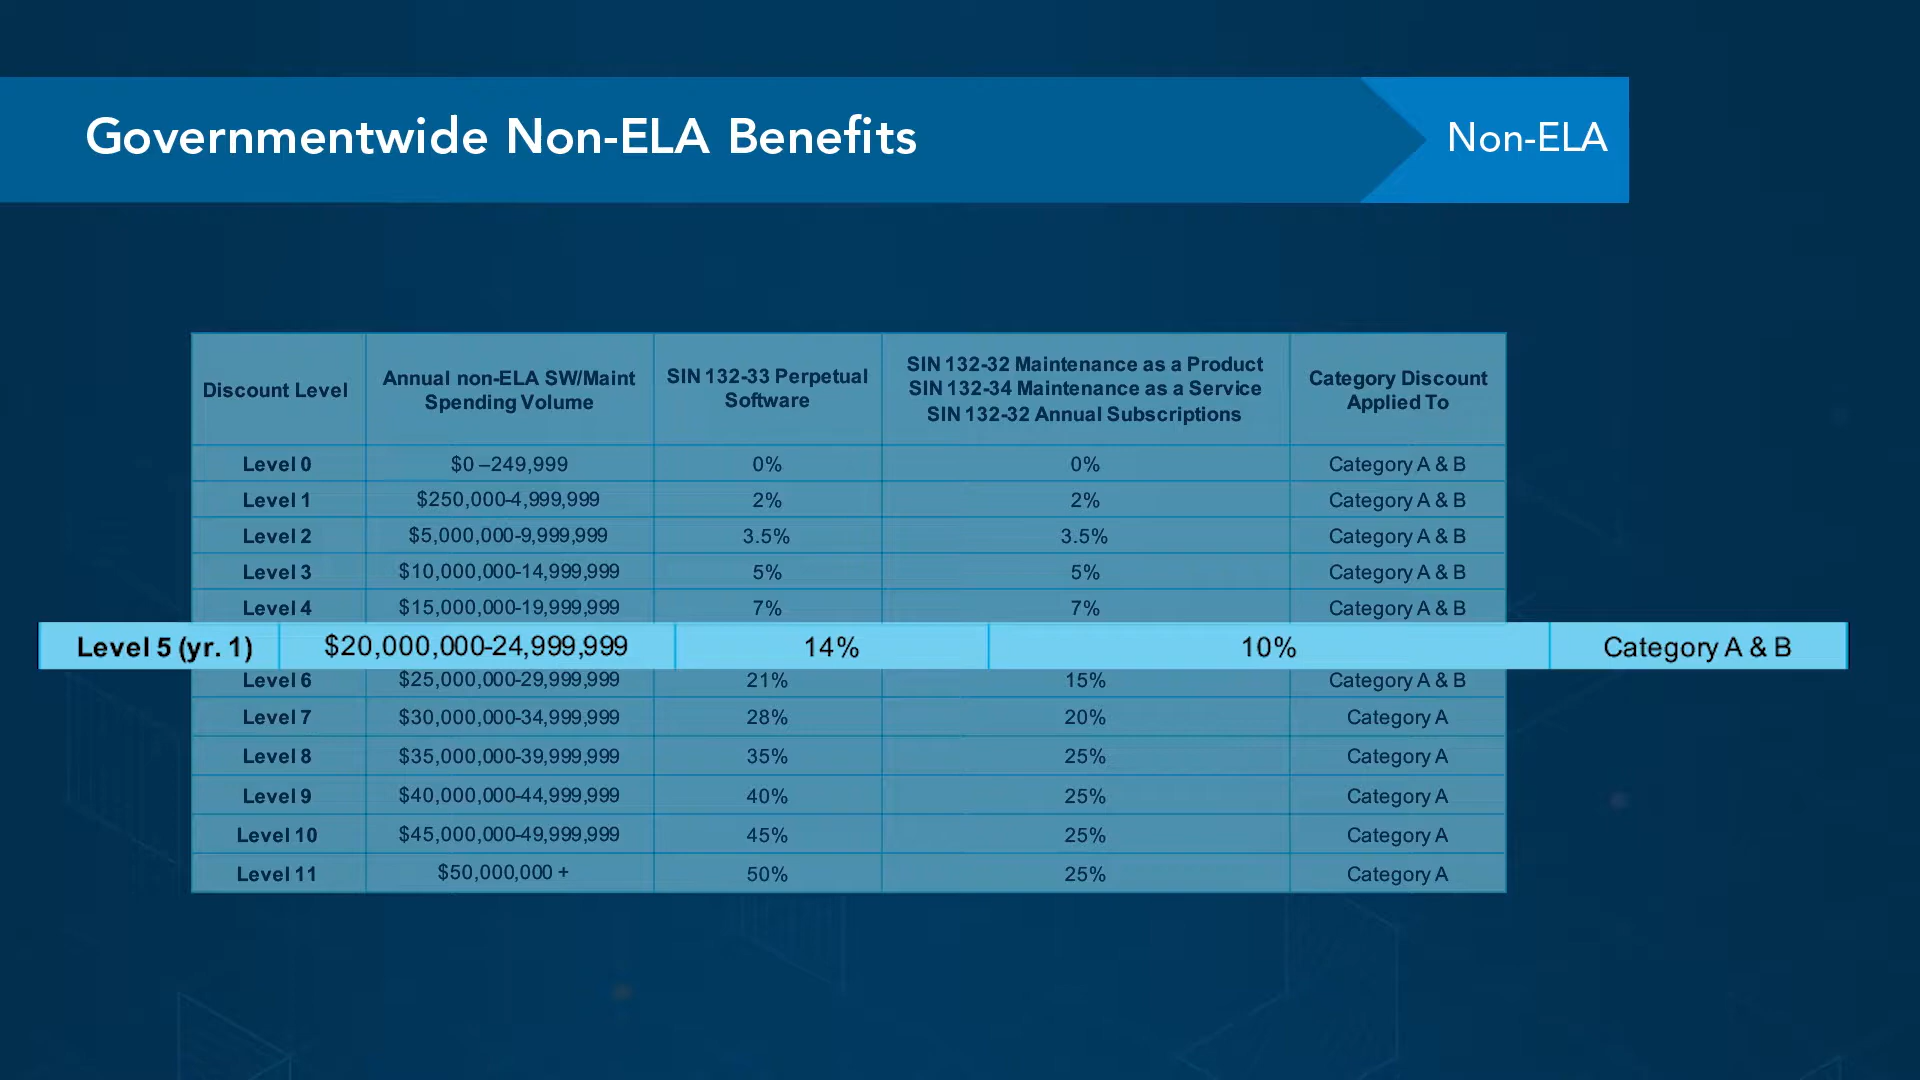 Governmentwide Non-ELA Benefits
Non-ELA
Discount Level
Annual non-ELA SW/Maint
Spending Volume
SIN 132-33 Perpetual
Software
SIN 132-32 Maintenance as a Product
SIN 132-34 Maintenance as a Service
SIN 132-32 Annual Subscriptions
Category Discount
Applied To
Level 0 $0 –249,999 0% 0% Category A & B
Level 1 $250,000-4,999,999 2% 2% Category A & B
Level 2 $5,000,000-9,999,999 3.5% 3.5% Category A & B
Level 3 $10,000,000-14,999,999 5% 5% Category A & B
Level 4 $15,000,000-19,999,999 7% 7% Category A & B
Level 5 (yr. 1) $20,000,000-24,999,999 14% 10% Category A & B
Level 6 $25,000,000-29,999,999 21% 15% Category A & B
Level 7 $30,000,000-34,999,999 28% 20% Category A
Level 8 $35,000,000-39,999,999 35% 25% Category A
Level 9 $40,000,000-44,999,999 40% 25% Category A
Level 10 $45,000,000-49,999,999 45% 25% Category A
Level 11 $50,000,000 + 50% 25% Category A